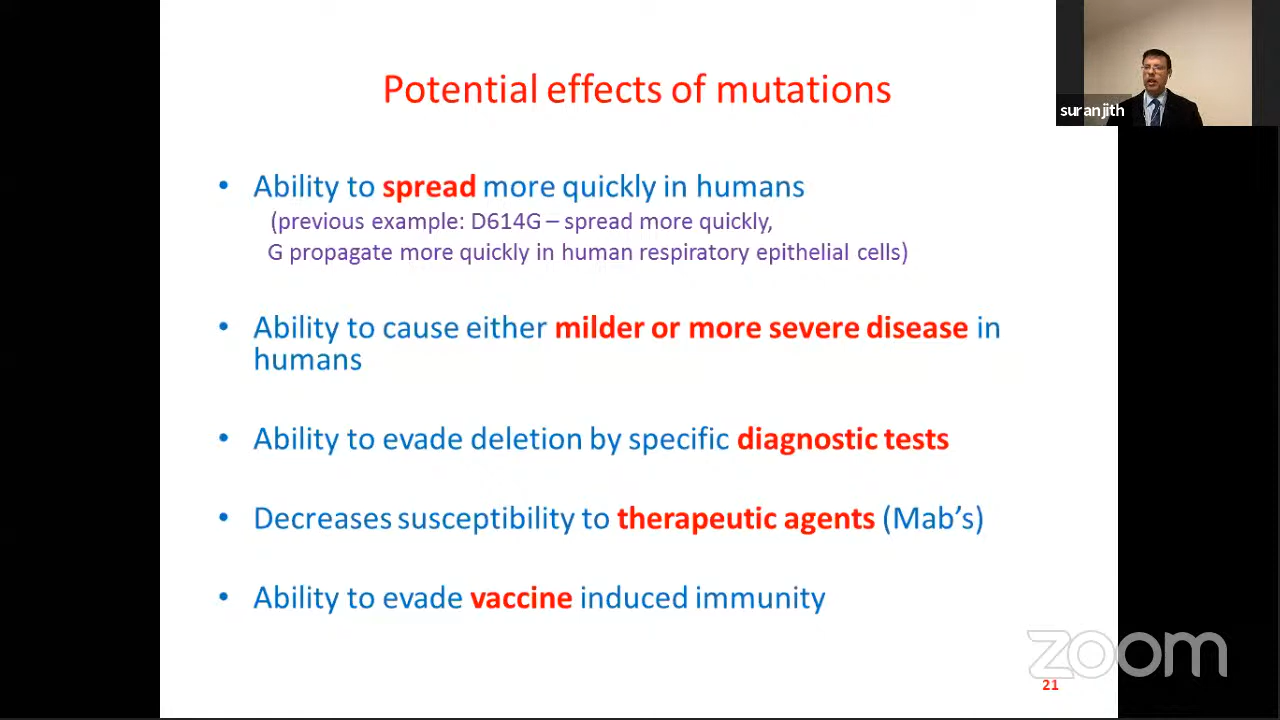 Potential effects of mutations
suranjith
• Ability to spread more quickly in humans
(previous example: D614G – spread more quickly,
G propagate more quickly in human respiratory epithelial cells)
• Ability to cause either milder or more severe disease in
humans
• Ability to evade deletion by specific diagnostic tests
• Decreases susceptibility to therapeutic agents (Mab’s)
• Ability to evade vaccine induced immunity
zoom
21